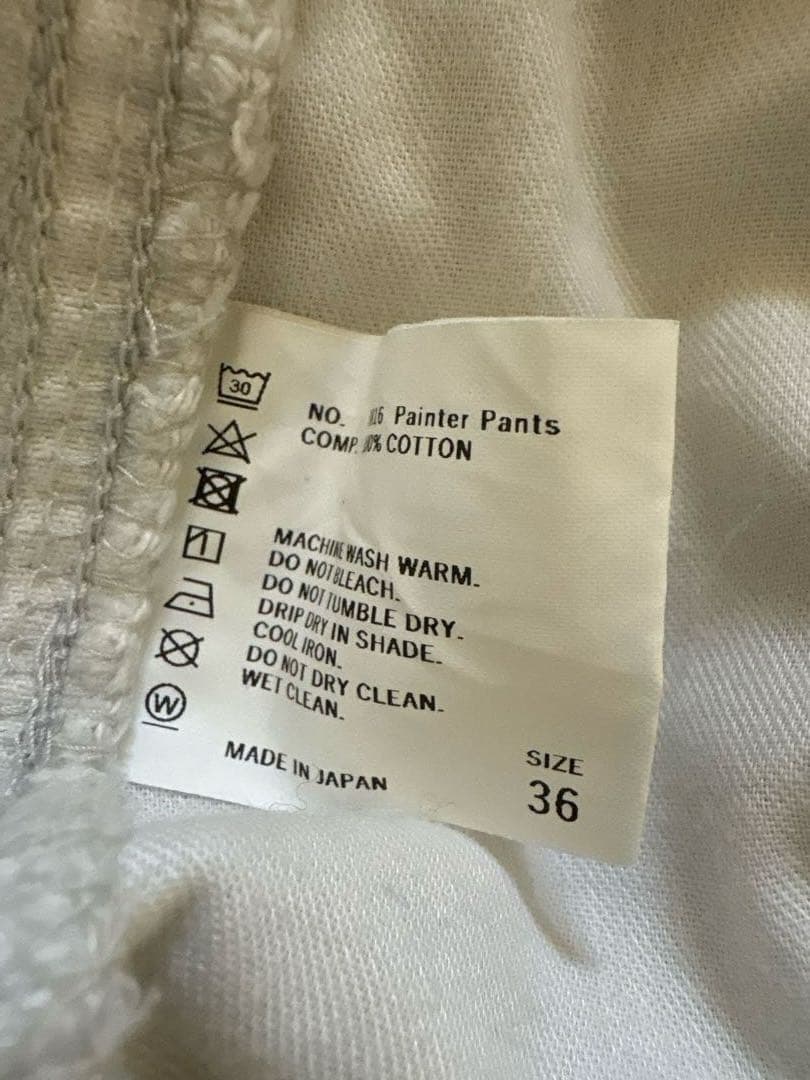 30
NO. Painter Pants
COMP. COTTON
MACHINE WASH WARM.
DO NOT BLEACH.
DO NOT TUMBLE DRY.
DRIP DRY IN SHADE.
COOL IRON.
DO NOT DRY CLEAN.
WET CLEAN.
W
MADE IN JAPAN
SIZE
36